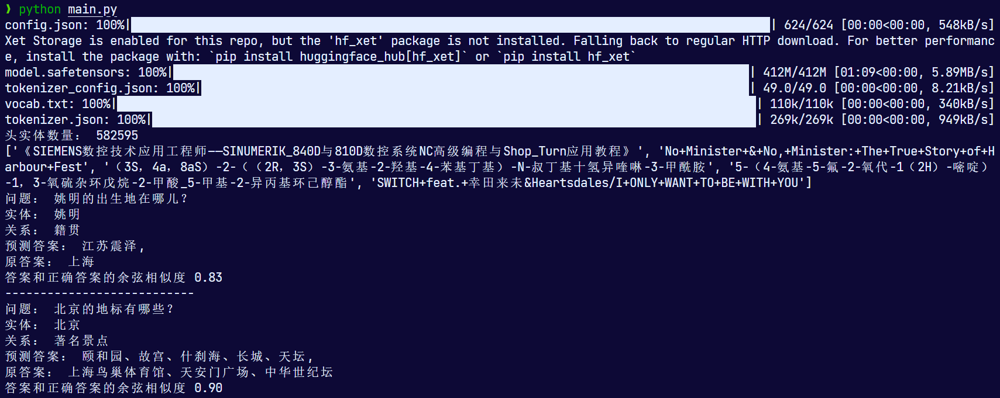 ❯ python main.py
config.json: 100%| | 624/624 [00:00<00:00, 548kB/s]
Xet Storage is enabled for this repo, but the 'hf_xet' package is not installed. Falling back to regular HTTP download. For better performanc
e, install the package with: `pip install huggingface_hub[hf_xet]` or `pip install hf_xet`
model.safetensors: 100%| | 412M/412M [01:09<00:00, 5.89MB/s]
tokenizer_config.json: 100%| | 49.0/49.0 [00:00<00:00, 8.21kB/s]
vocab.txt: 100%| | 110k/110k [00:00<00:00, 340kB/s]
tokenizer.json: 100%| | 269k/269k [00:00<00:00, 949kB/s]
头实体数量： 582595
['《SIEMENS数控技术应用工程师——SINUMERIK_840D与810D数控系统NC高级编程与Shop_Turn应用教程》', 'No+Minister+&+No,+Minister:+The+True+Story+of+H
arbour+Fest', '（3S，4a，8aS）-2-（（2R，3S）-3-氨基-2-羟基-4-苯基丁基）-N-叔丁基十氢异喹啉-3-甲酰胺', '5-（4-氨基-5-氟-2-氧代-1（2H）-嘧啶）
-1，3-氧硫杂环戊烷-2-甲酸_5-甲基-2-异丙基环己醇酯', 'SWITCH+feat.+幸田来未&Heartsdales/I+ONLY+WANT+TO+BE+WITH+YOU']
问题： 姚明的出生地在哪儿？
实体： 姚明
关系： 籍贯
预测答案： 江苏震泽,
原答案： 上海
答案和正确答案的余弦相似度 0.83
---------------------------
问题： 北京的地标有哪些？
实体： 北京
关系： 著名景点
预测答案： 颐和园、故宫、什刹海、长城、天坛,
原答案： 上海鸟巢体育馆、天安门广场、中华世纪坛
答案和正确答案的余弦相似度 0.90